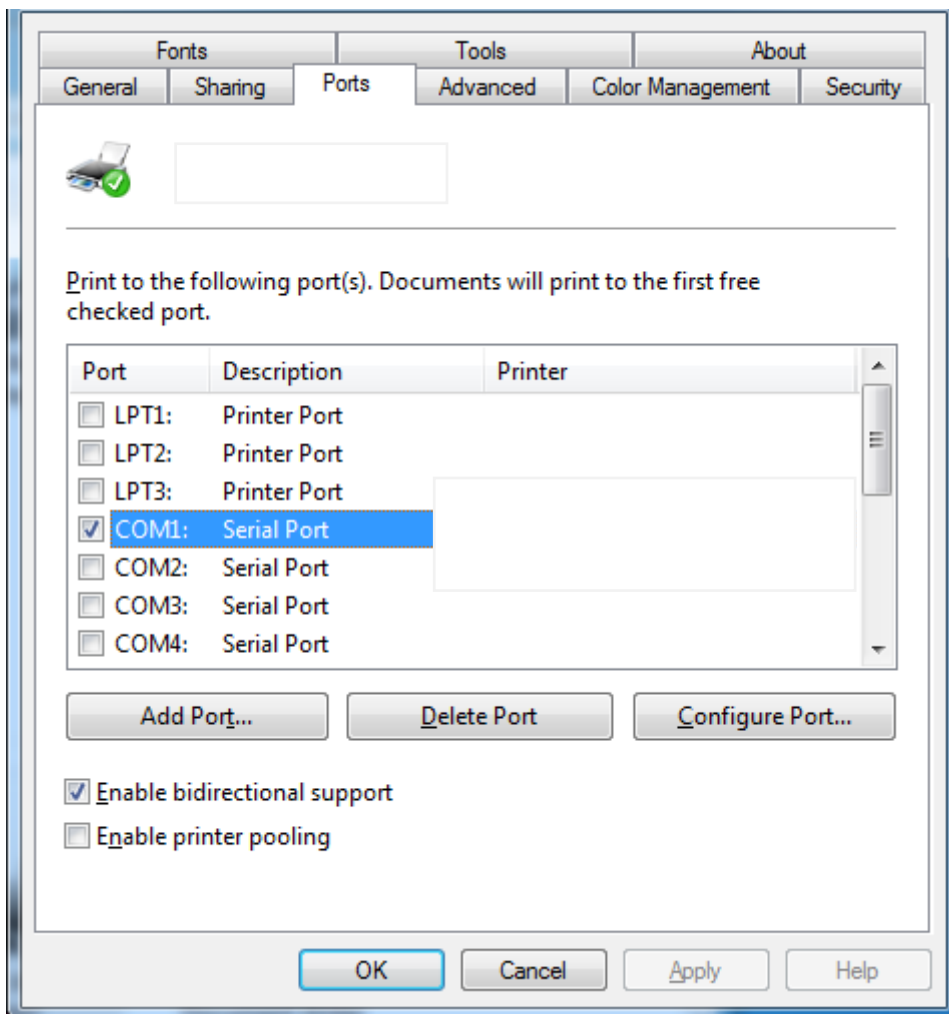 Fonts Tools About
General Sharing Ports Advanced Color Management Security
Print to the following port(s). Documents will print to the first free
checked port.
Port Description Printer
LPT1: Printer Port
LPT2: Printer Port
LPT3: Printer Port
COM1: Serial Port
COM2: Serial Port
COM3: Serial Port
COM4: Serial Port
Add Port... Delete Port Configure Port...
Enable bidirectional support
Enable printer pooling
OK Cancel Apply Help